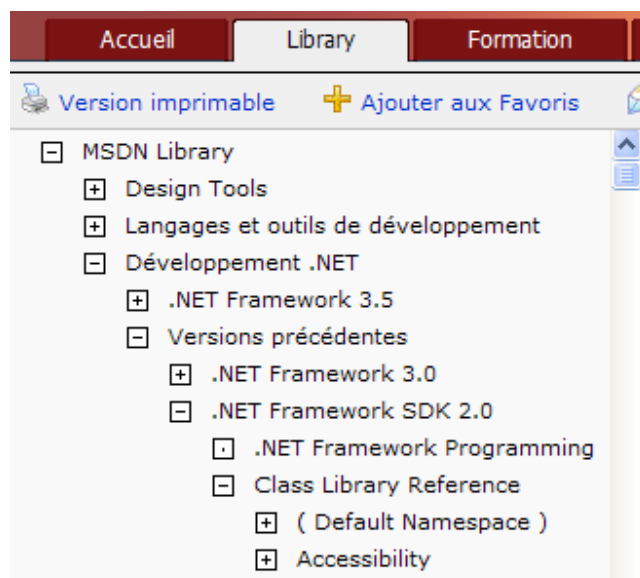 Accueil Library Formation
Version imprimable Ajouter aux Favoris
MSDN Library
Design Tools
Langages et outils de développement
Développement .NET
.NET Framework 3.5
Versions précédentes
.NET Framework 3.0
.NET Framework SDK 2.0
.NET Framework Programming
Class Library Reference
( Default Namespace )
Accessibility